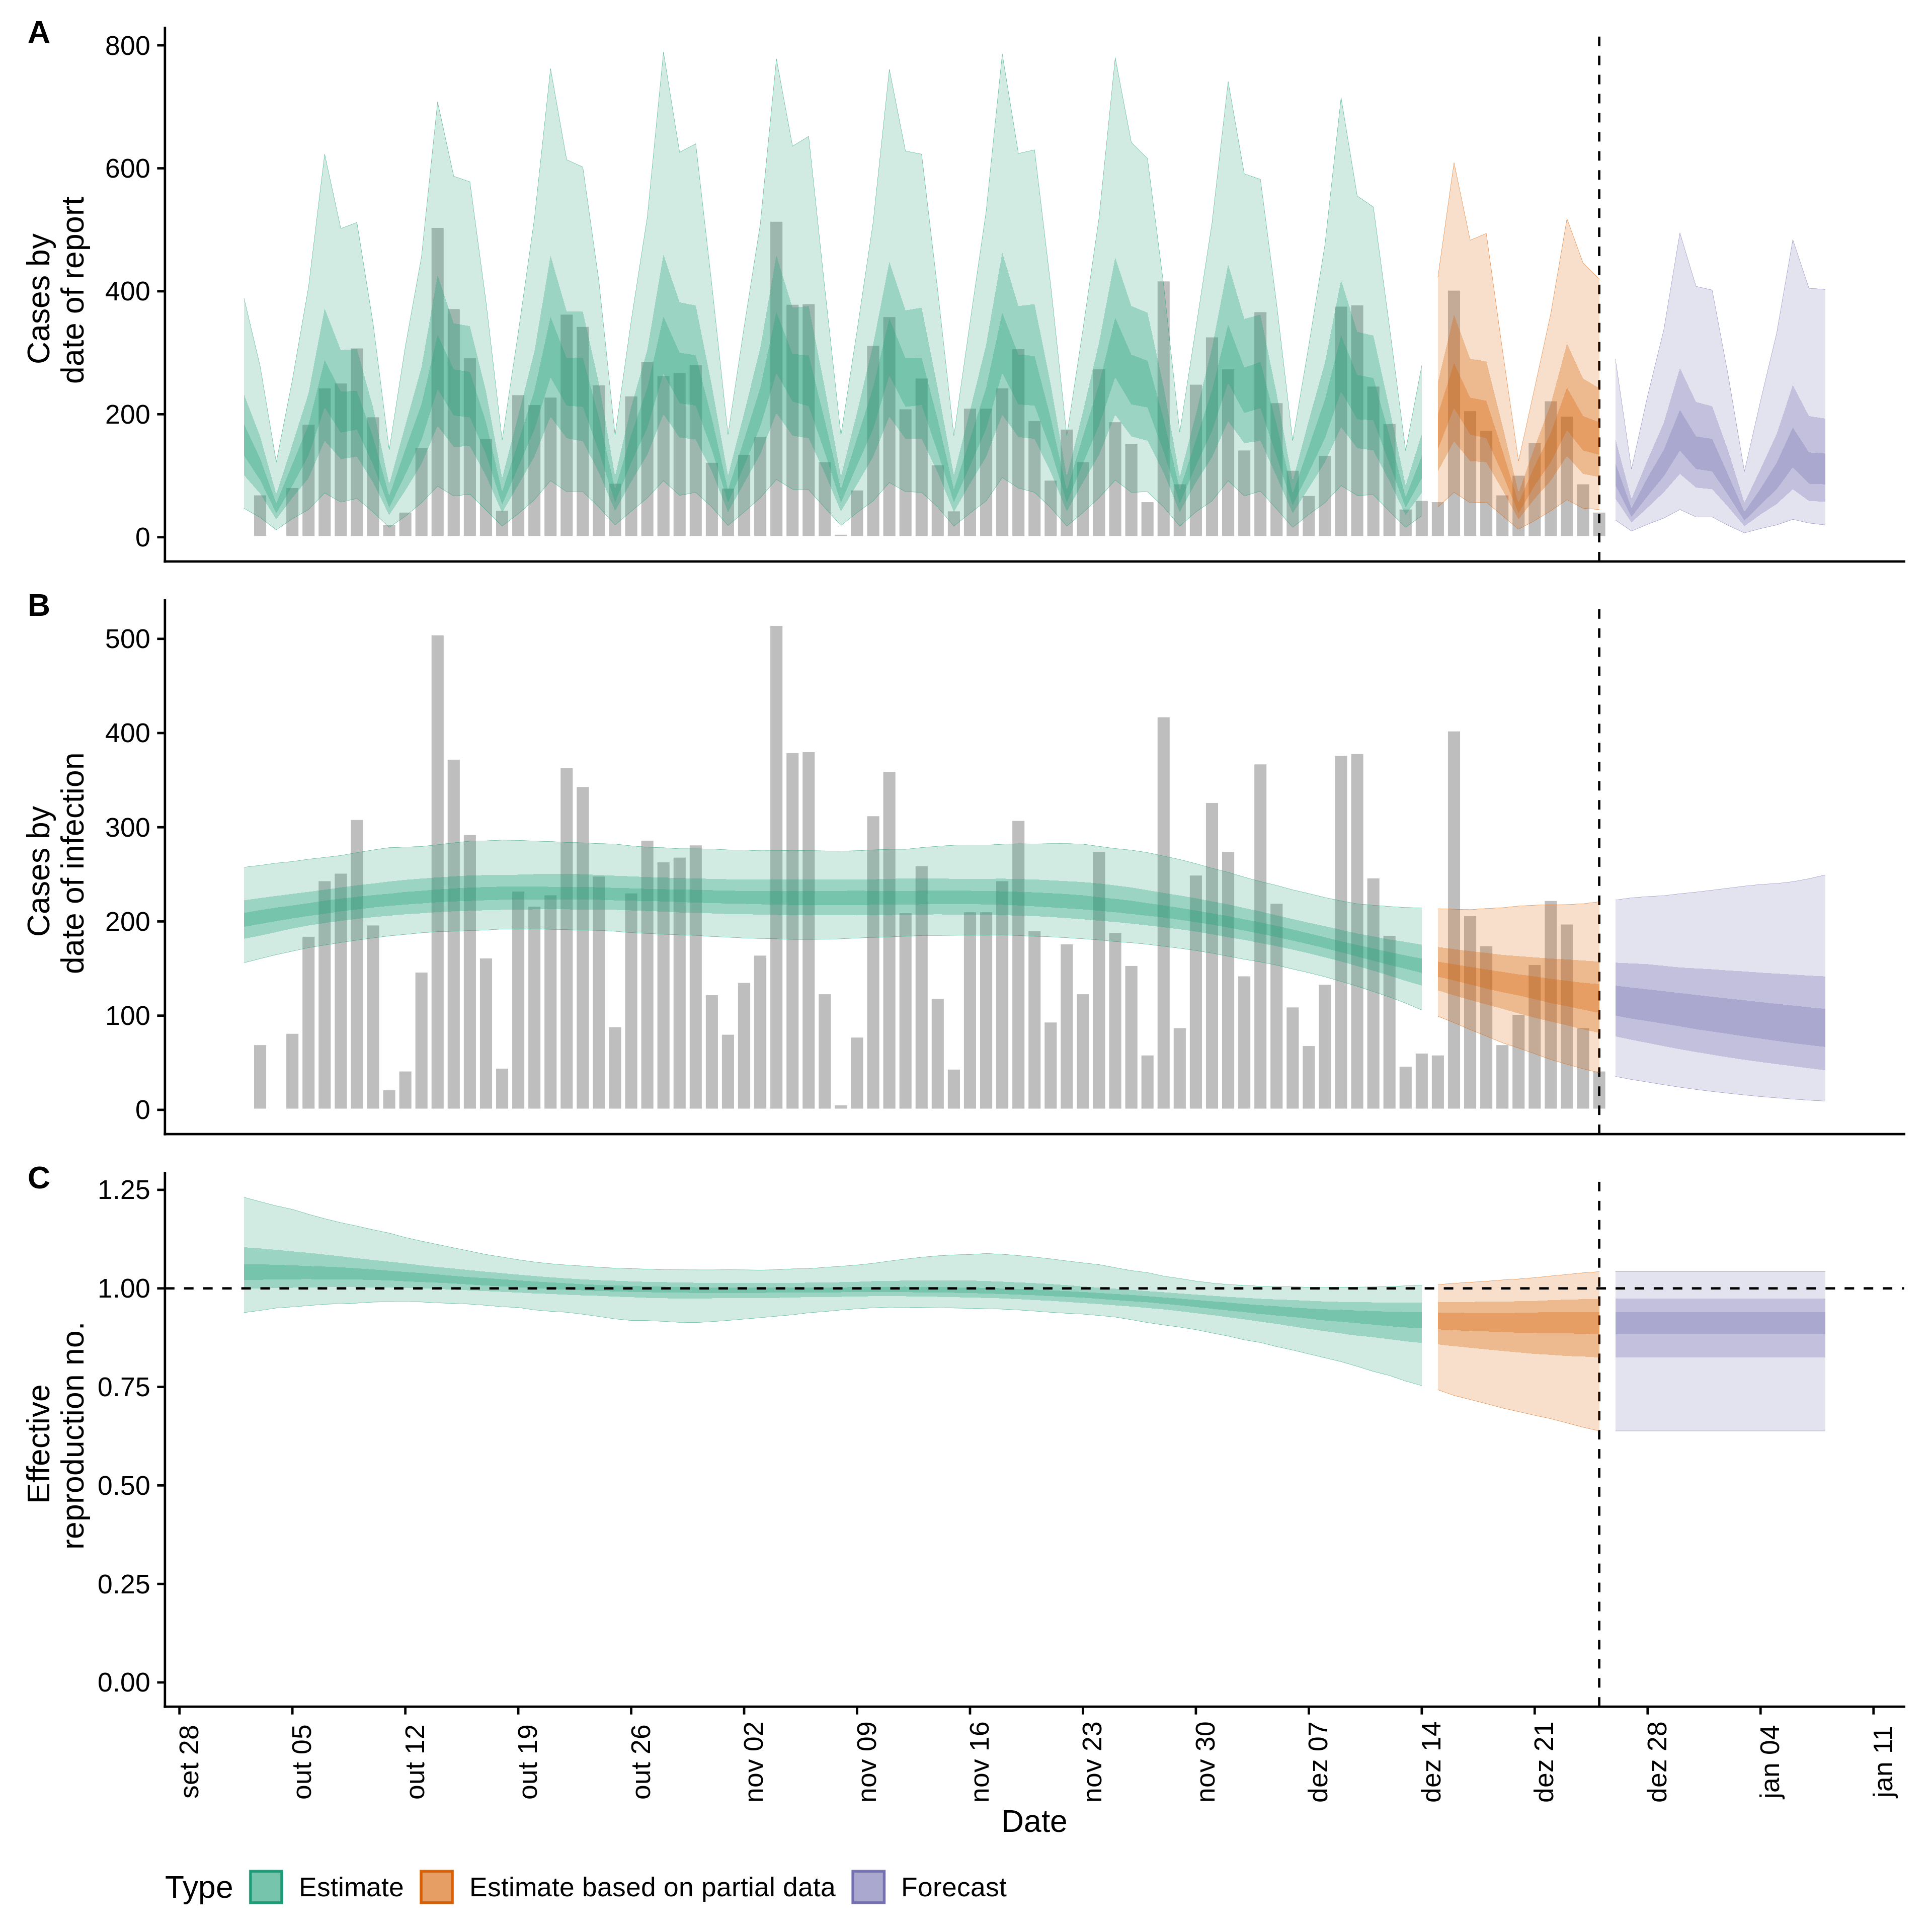 A
800
600
400
200
0
Cases by
date of report
B
500
400
300
200
100
0
Cases by
date of infection
C
1.25
1.00
0.75
0.50
0.25
0.00
Effective
reproduction no.
set 28
out 05
out 12
out 19
out 26
nov 02
nov 09
nov 16
nov 23
nov 30
dez 07
dez 14
dez 21
dez 28
jan 04
jan 11
Date
Type
Estimate
Estimate based on partial data
Forecast